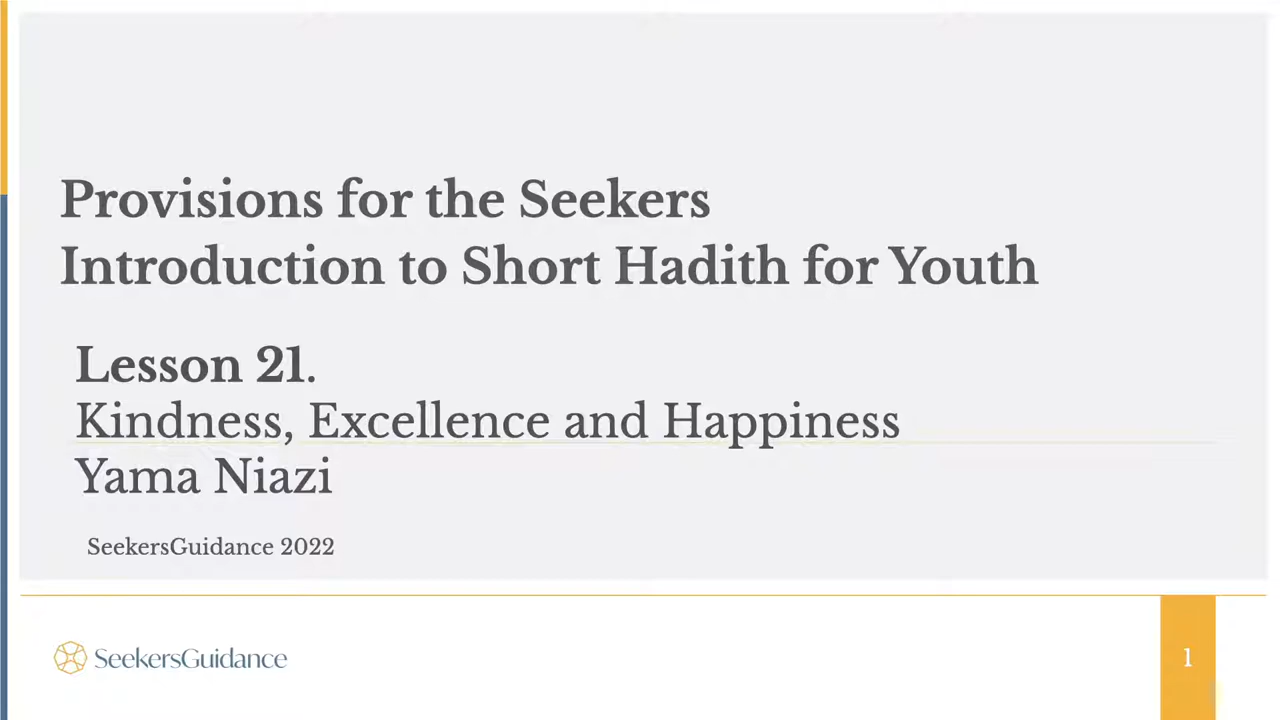 Provisions for the Seekers
Introduction to Short Hadith for Youth
Lesson 21.
Kindness, Excellence and Happiness
Yama Niazi
SeekersGuidance 2022
SeekersGuidance
1